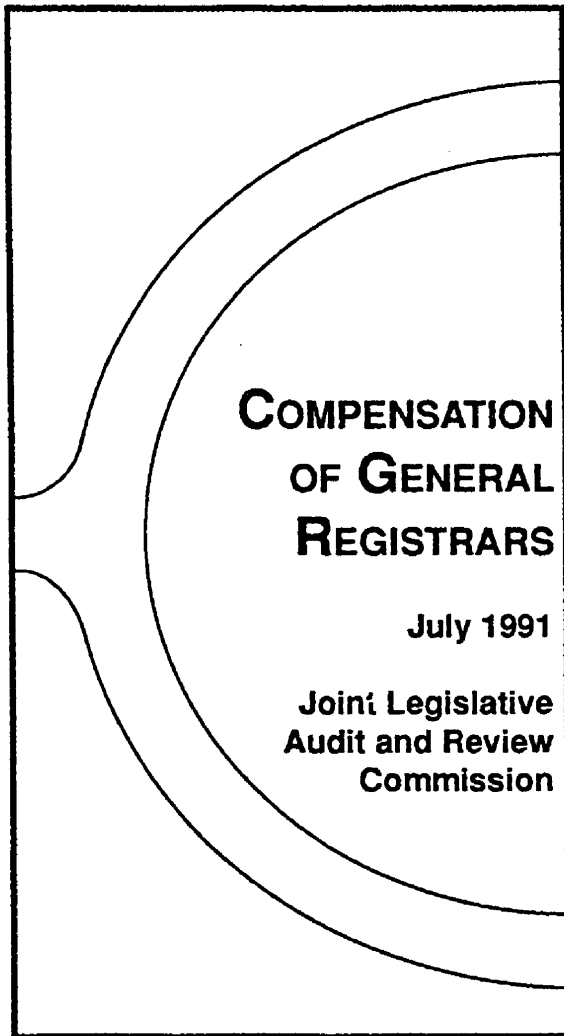 COMPENSATION
OF GENERAL
REGISTRARS
July 1991
Joint Legislative
Audit and Review
Commission